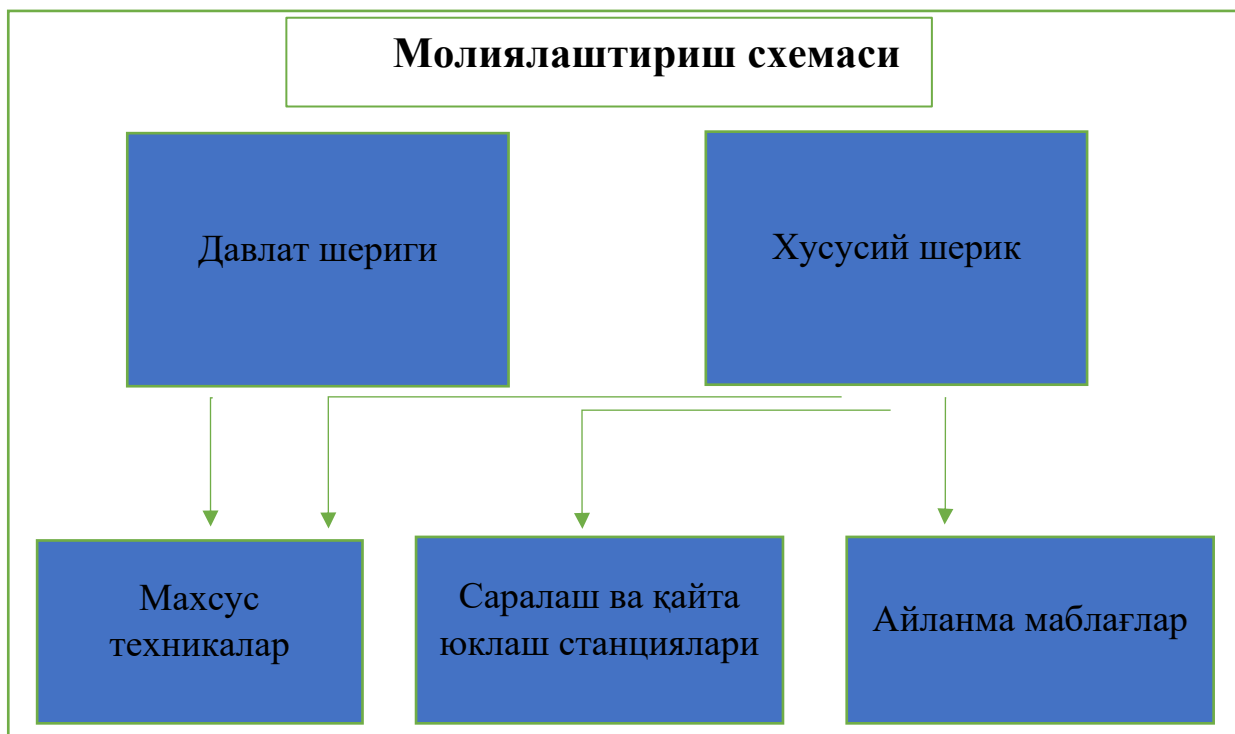 Молиялаштириш схемаси
Давлат шериги
Хусусий шерик
Махсус
техникалар
Саралаш ва қайта
юклаш станциялари
Айланма маблағлар